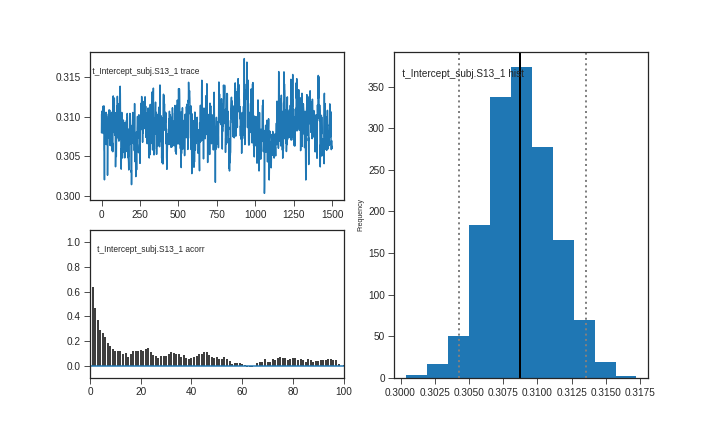 t_Intercept_subj.S13_1 trace
0.315
0.310
0.305
0.300
0 250 500 750 1000 1250 1500
t_Intercept_subj.S13_1 acorr
1.0
0.8
0.6
0.4
0.2
0.0
0 20 40 60 80 100
t_Intercept_subj.S13_1 hist
Frequency
350
300
250
200
150
100
50
0
0.3000 0.3025 0.3050 0.3075 0.3100 0.3125 0.3150 0.3175